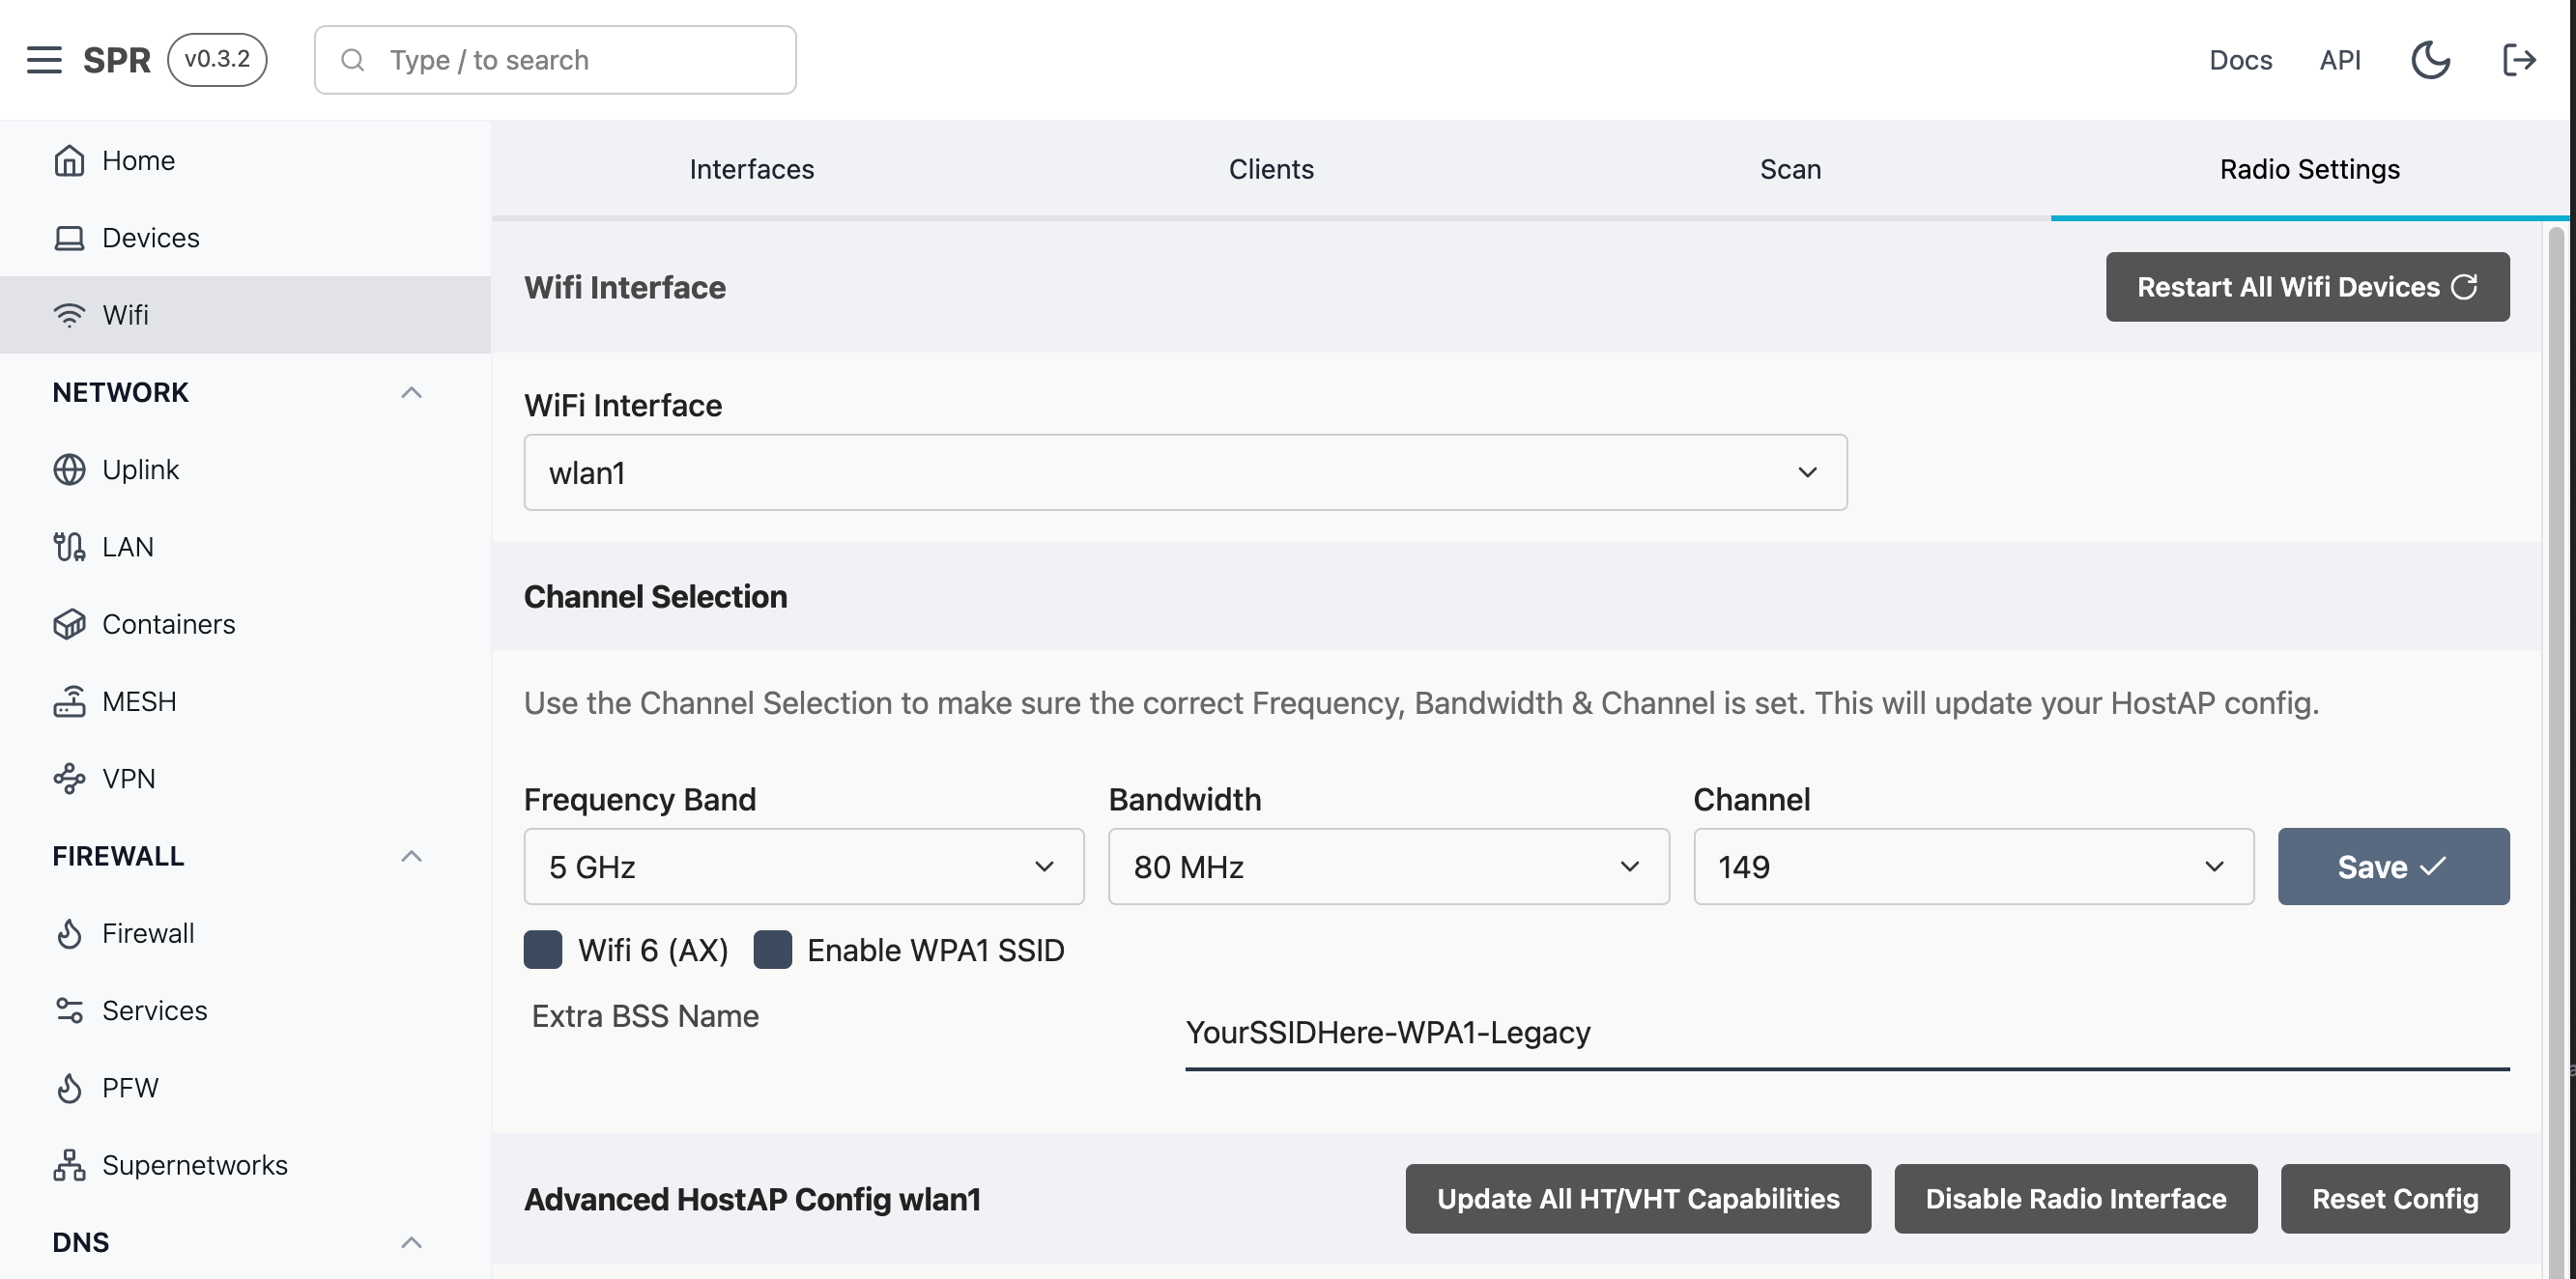 SPR v0.3.2 Type / to search Docs API
Home
Devices
Wifi
NETWORK
Uplink
LAN
Containers
MESH
VPN
FIREWALL
Firewall
Services
PFW
Supernetworks
DNS
Interfaces Clients Scan Radio Settings
Wifi Interface Restart All Wifi Devices
WiFi Interface
wlan1
Channel Selection
Use the Channel Selection to make sure the correct Frequency, Bandwidth & Channel is set. This will update your HostAP config.
Frequency Band Bandwidth Channel
5 GHz 80 MHz 149 Save
Wifi 6 (AX) Enable WPA1 SSID
Extra BSS Name
YourSSIDHere-WPA1-Legacy
Advanced HostAP Config wlan1 Update All HT/VHT Capabilities Disable Radio Interface Reset Config